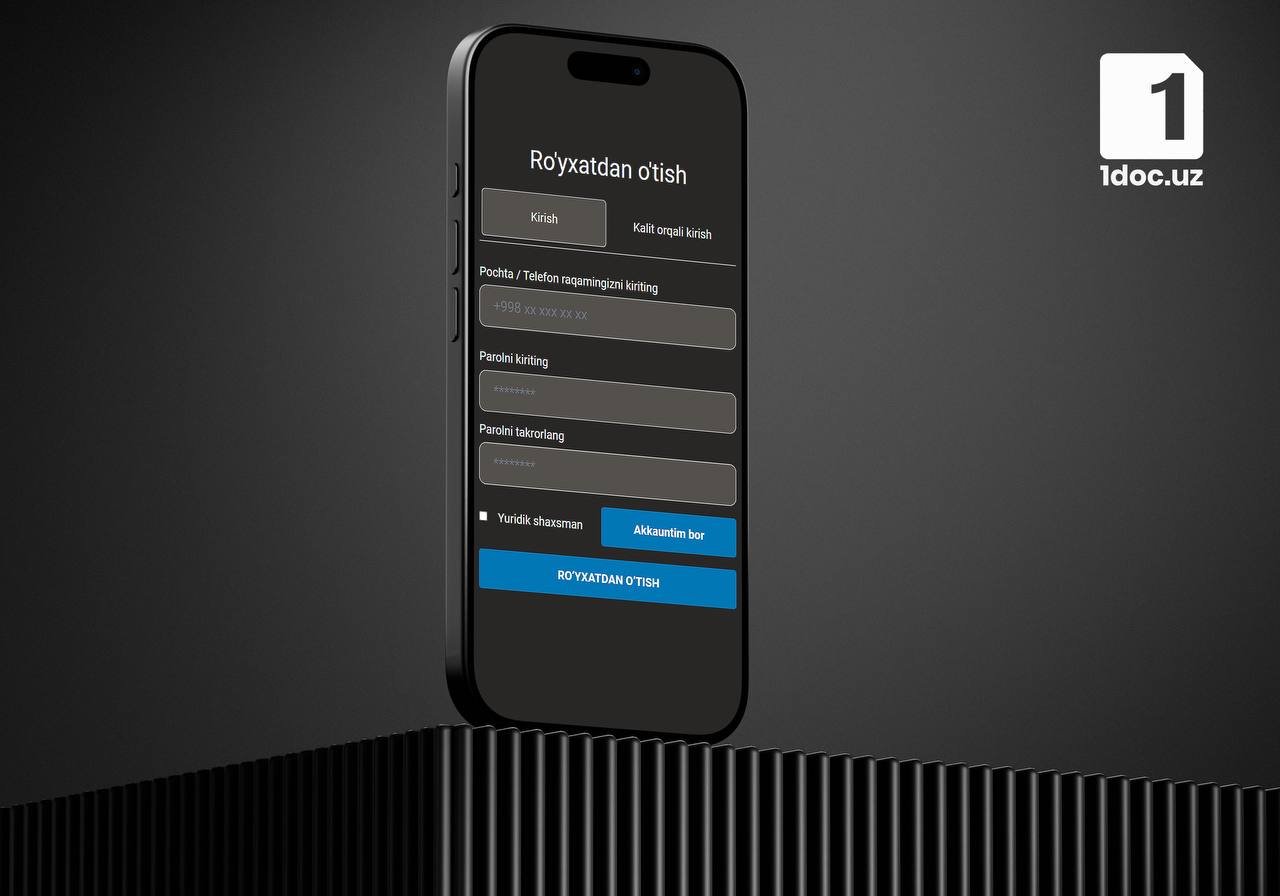 1
1doc.uz
Ro'yxatdan o'tish
Kirish
Kalit orqali kirish
Pochta / Telefon raqamingizni kiriting
+998 xx xxx xx xx
Parolni kiriting
********
Parolni takrorlang
********
Yuridik shaxsman
Akkauntim bor
RO'YXATDAN O'TISH